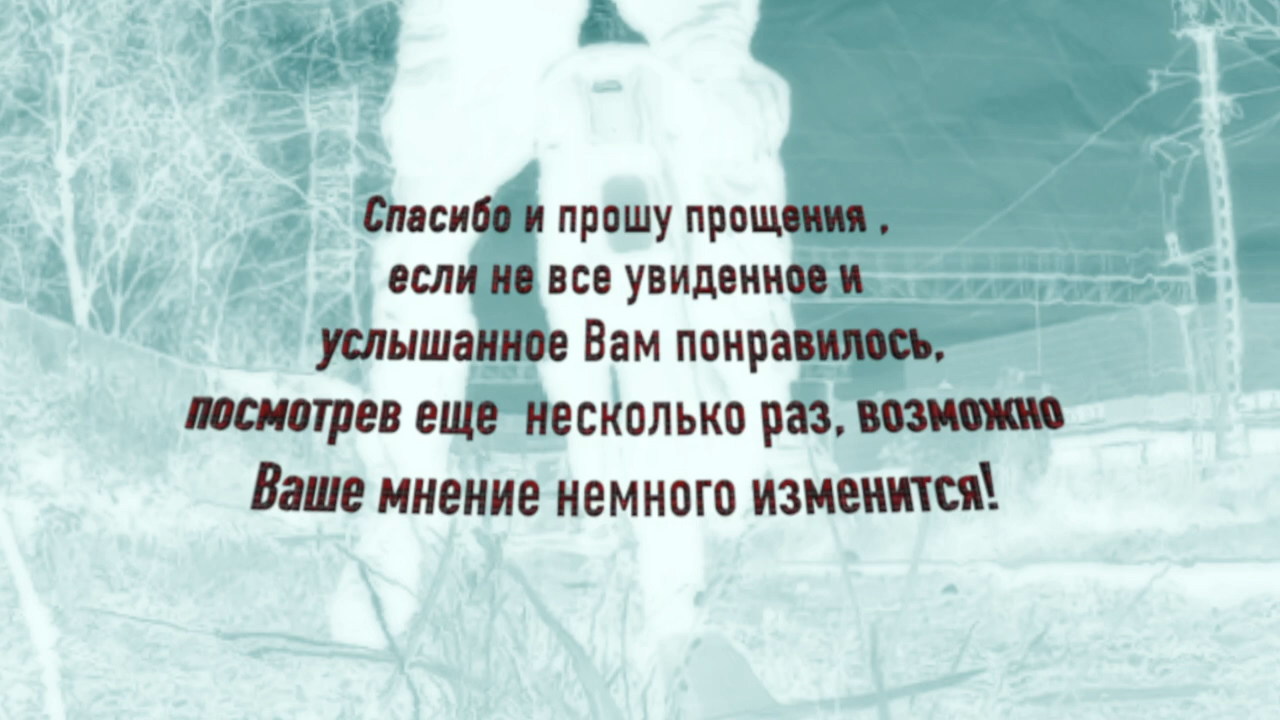 Спасибо и прошу прощения ,
если не все увиденное и
услышанное Вам понравилось,
посмотрев еще несколько раз, возможно
Ваше мнение немного изменится!